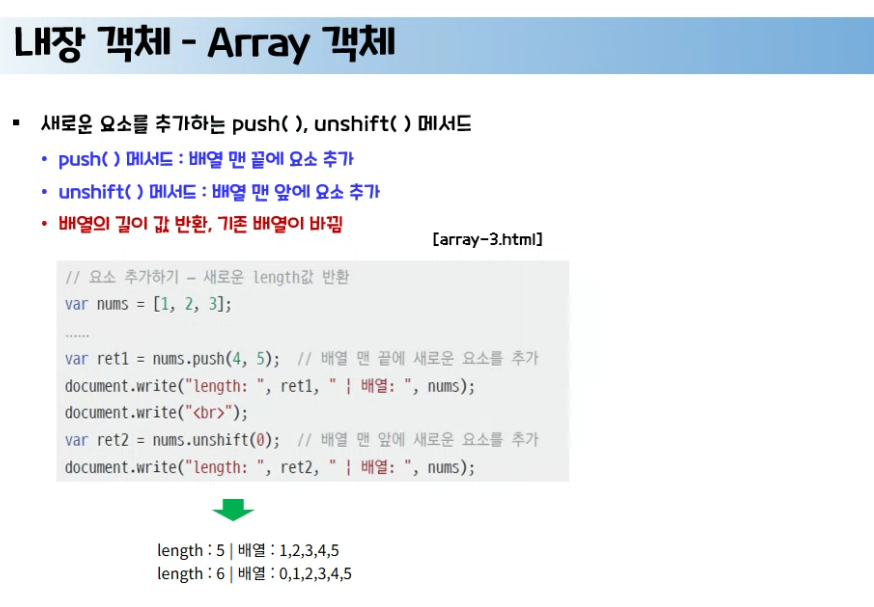 내장 객체 - Array 객체
▪ 새로운 요소를 추가하는 push( ), unshift( ) 메서드
• push( ) 메서드 : 배열 맨 끝에 요소 추가
• unshift( ) 메서드 : 배열 맨 앞에 요소 추가
• 배열의 길이 값 반환, 기존 배열이 바뀜
[array-3.html]
// 요소 추가하기 – 새로운 length값 반환
var nums = [1, 2, 3];
......
var ret1 = nums.push(4, 5);  // 배열 맨 끝에 새로운 요소를 추가
document.write("length: ", ret1, " | 배열: ", nums);
document.write("<br>");
var ret2 = nums.unshift(0);  // 배열 맨 앞에 새로운 요소를 추가
document.write("length: ", ret2, " | 배열: ", nums);
length : 5 | 배열 : 1,2,3,4,5
length : 6 | 배열 : 0,1,2,3,4,5